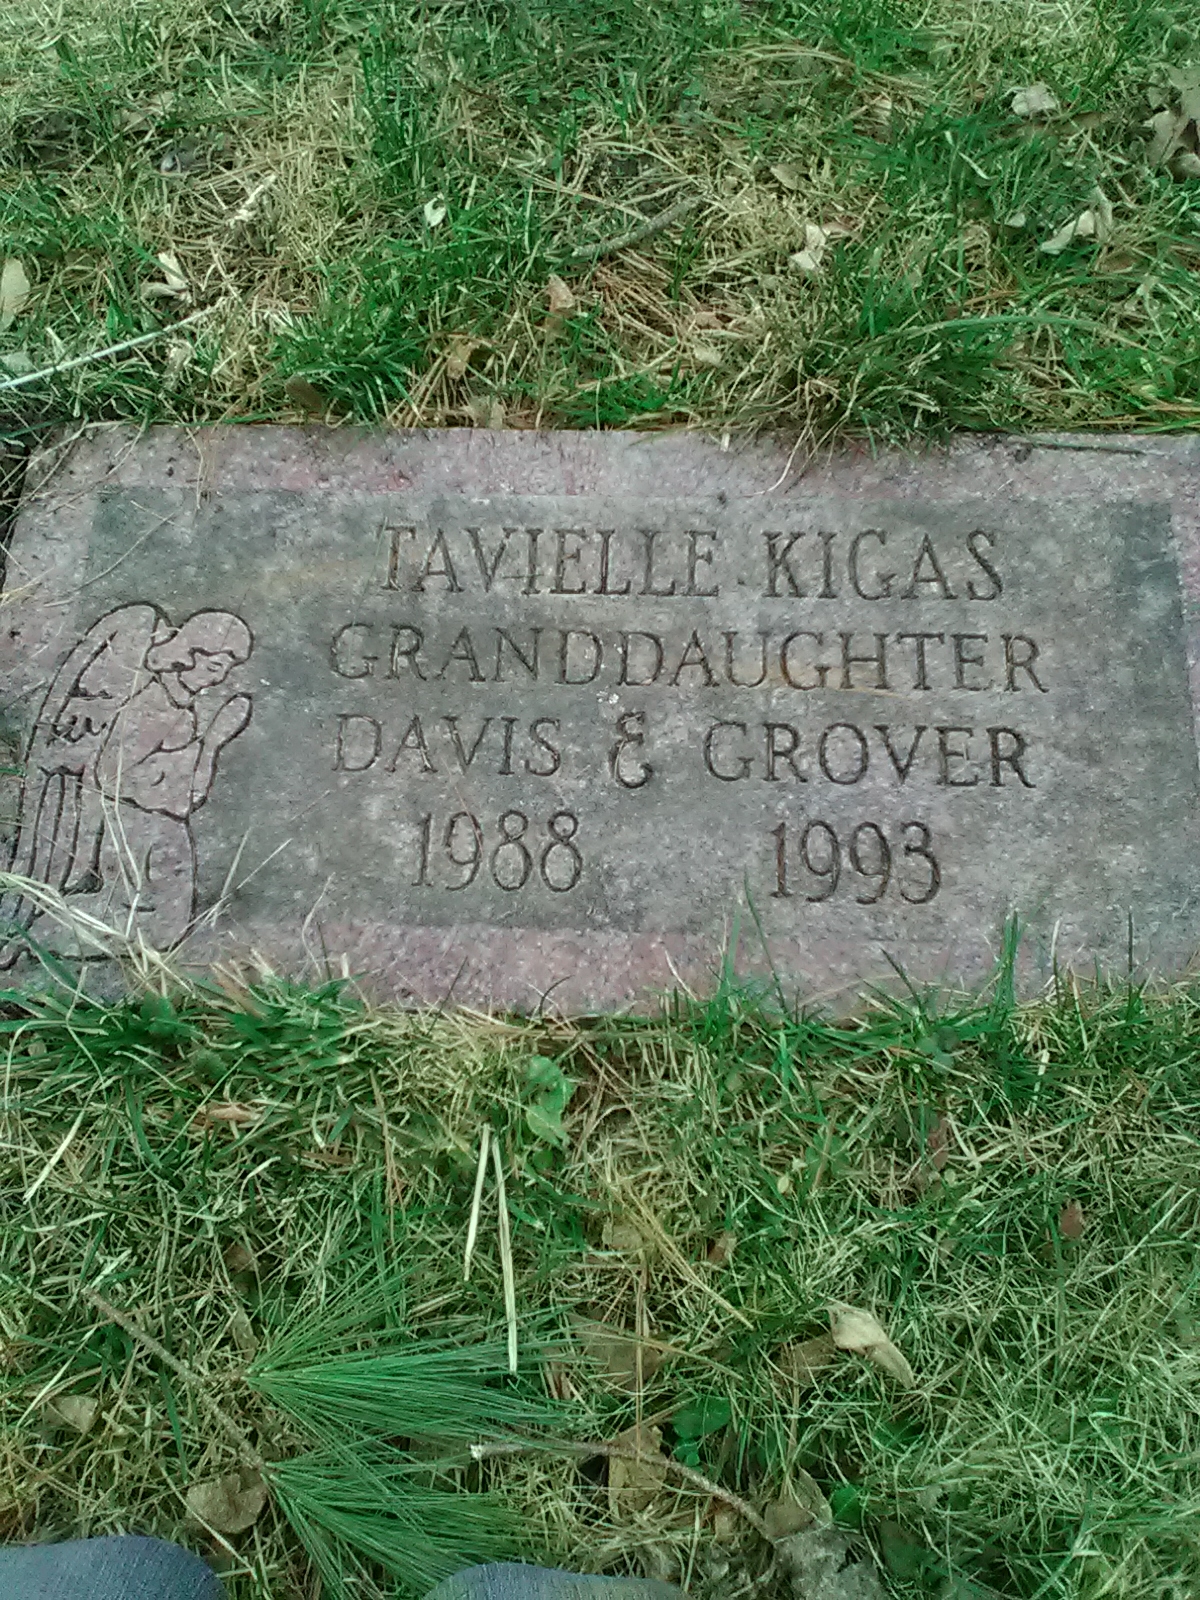 TAVIELLE KIGAS
GRANDDAUGHTER
DAVIS & GROVER
1988 1993